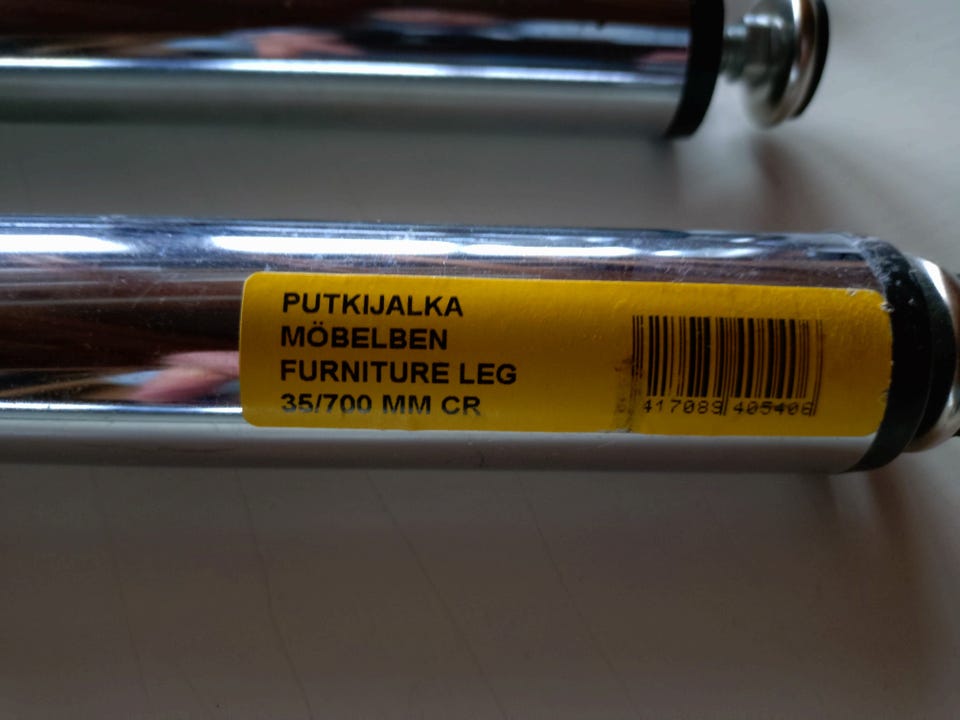 PUTKIJALKA
MÖBELBEN
FURNITURE LEG
35/700 MM CR
417089 405406